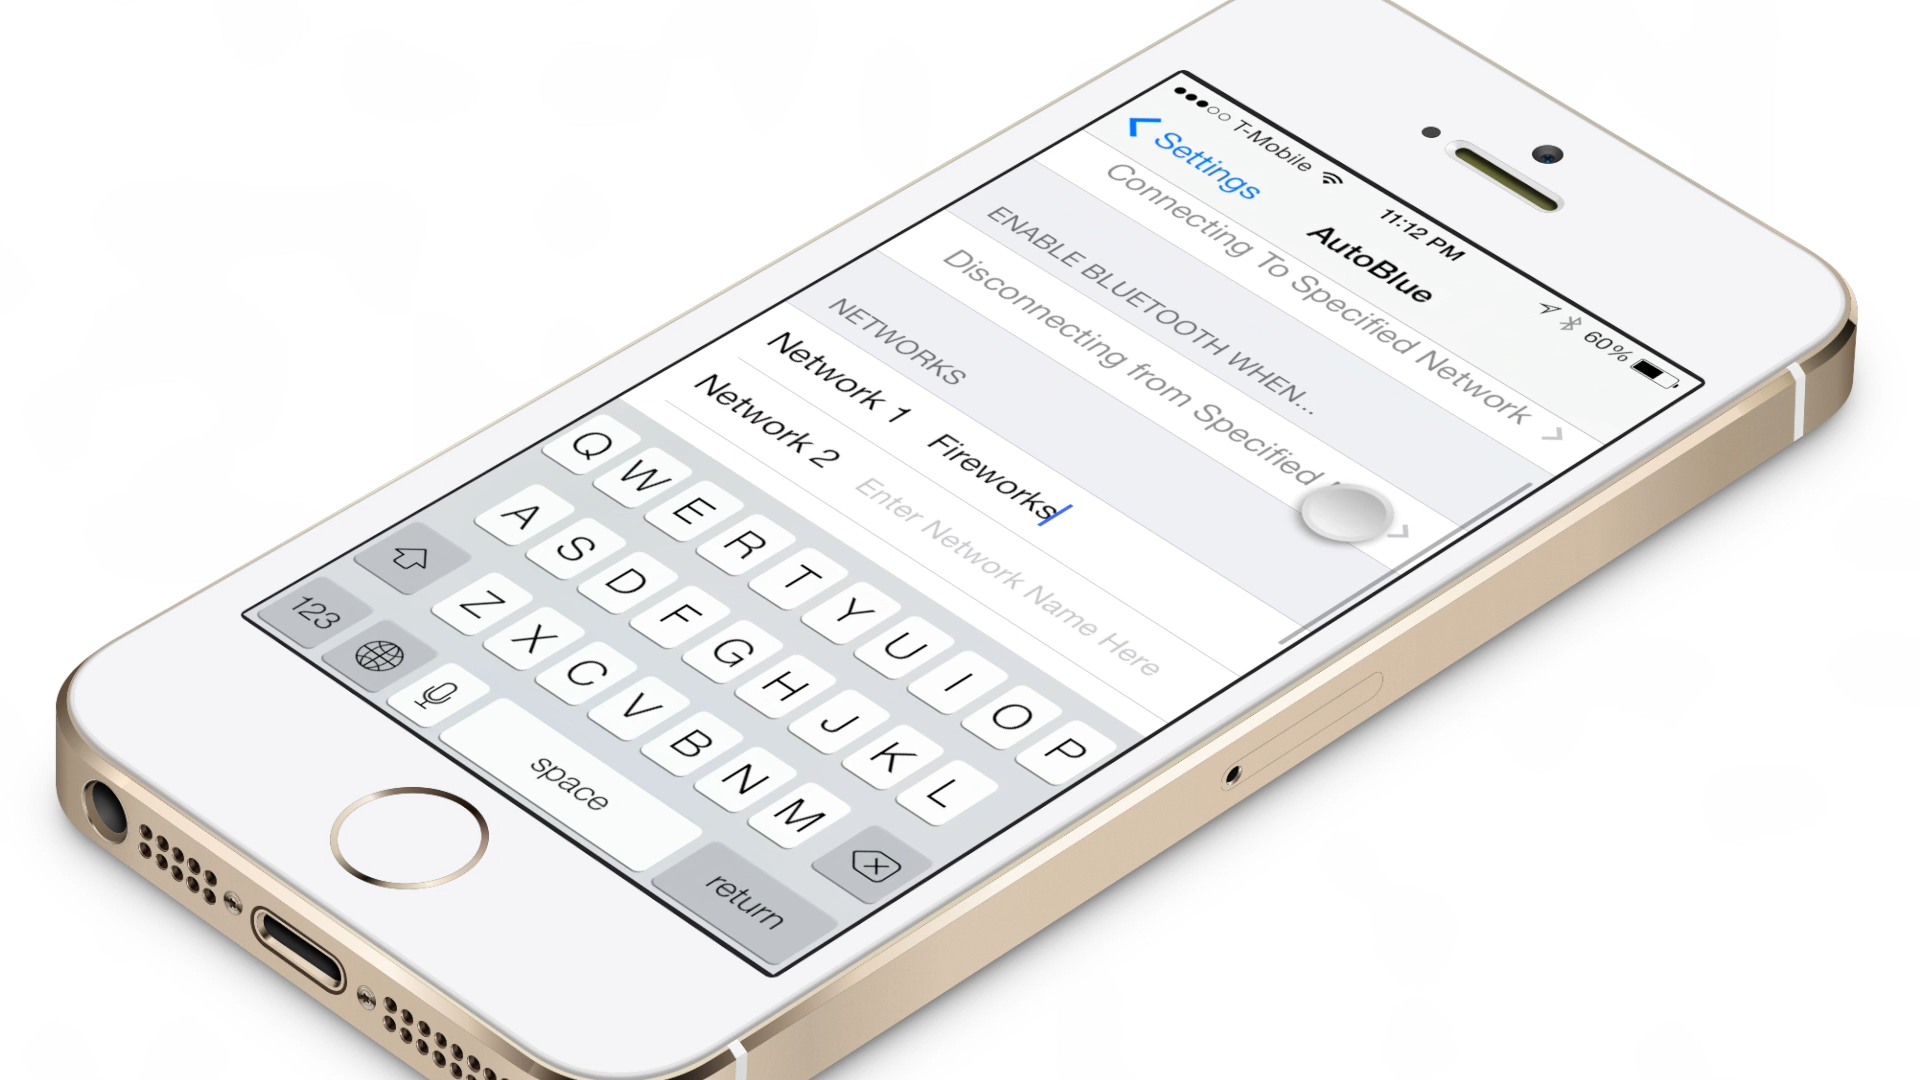 T-Mobile 11:12 PM 60%
Settings AutoBlue
Connecting To Specified Network
ENABLE BLUETOOTH WHEN...
Disconnecting from Specified
NETWORKS
Network 1 Fireworks
Network 2 Enter Network Name Here
Q W E R T Y U I O P
A S D F G H J K L
Z X C V B N M
123 space return